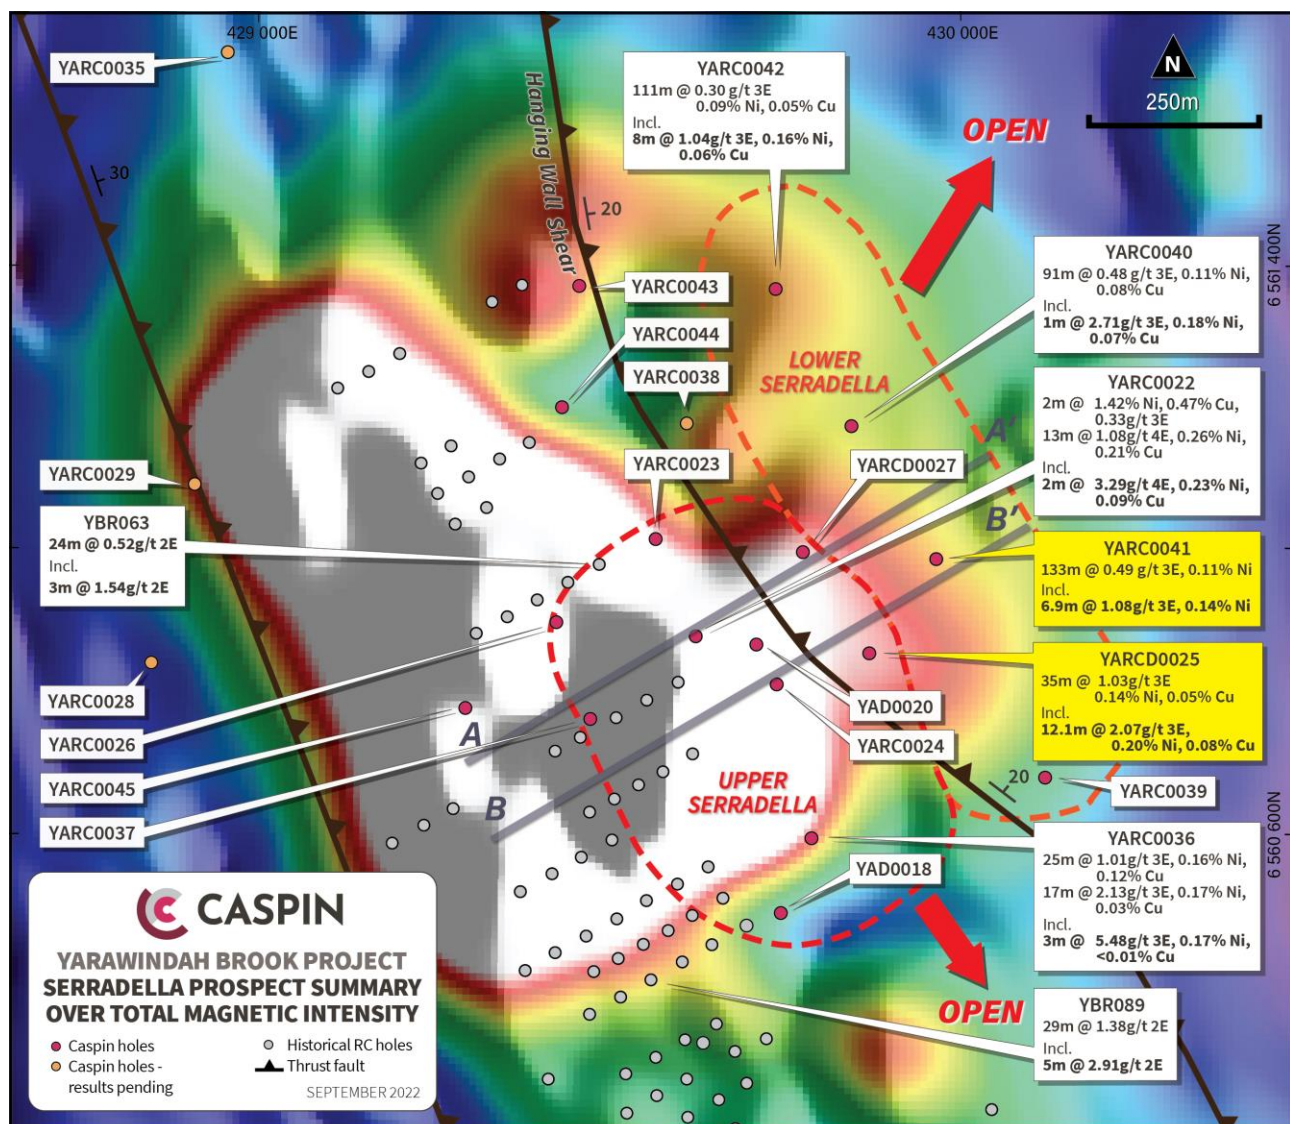 429 000E
430 000E
YARC0035
N
250m
YARC0042
111m @ 0.30 g/t 3E
0.09% Ni, 0.05% Cu
Incl.
8m @ 1.04g/t 3E, 0.16% Ni,
0.06% Cu
OPEN
30
Hanging Wall Shear
20
6 561 400N
YARC0040
91m @ 0.48 g/t 3E, 0.11% Ni,
0.08% Cu
Incl.
1m @ 2.71g/t 3E, 0.18% Ni,
0.07% Cu
YARC0043
YARC0044
YARC0038
LOWER
SERRADELLA
YARC0022
2m @ 1.42% Ni, 0.47% Cu,
0.33g/t 3E
13m @ 1.08g/t 4E, 0.26% Ni,
0.21% Cu
Incl.
2m @ 3.29g/t 4E, 0.23% Ni,
0.09% Cu
A'
YARC0023
YARCD0027
YARC0029
B'
YBR063
24m @ 0.52g/t 2E
Incl.
3m @ 1.54g/t 2E
YARC0041
133m @ 0.49 g/t 3E, 0.11% Ni
Incl.
6.9m @ 1.08g/t 3E, 0.14% Ni
YARCD0025
35m @ 1.03g/t 3E
0.14% Ni, 0.05% Cu
Incl.
12.1m @ 2.07g/t 3E,
0.20% Ni, 0.08% Cu
YARC0028
YARC0026
YARC0045
YARC0037
A
B
YAD0020
YARC0024
UPPER
SERRADELLA
20
YARC0039
6 560 600N
YARC0036
25m @ 1.01g/t 3E, 0.16% Ni,
0.12% Cu
17m @ 2.13g/t 3E, 0.17% Ni,
0.03% Cu
Incl.
3m @ 5.48g/t 3E, 0.17% Ni,
<0.01% Cu
YAD0018
OPEN
YBR089
29m @ 1.38g/t 2E
Incl.
5m @ 2.91g/t 2E
CASPIN
YARAWINDAH BROOK PROJECT
SERRADELLA PROSPECT SUMMARY
OVER TOTAL MAGNETIC INTENSITY
Caspin holes
Caspin holes -
results pending
Historical RC holes
Thrust fault
SEPTEMBER 2022